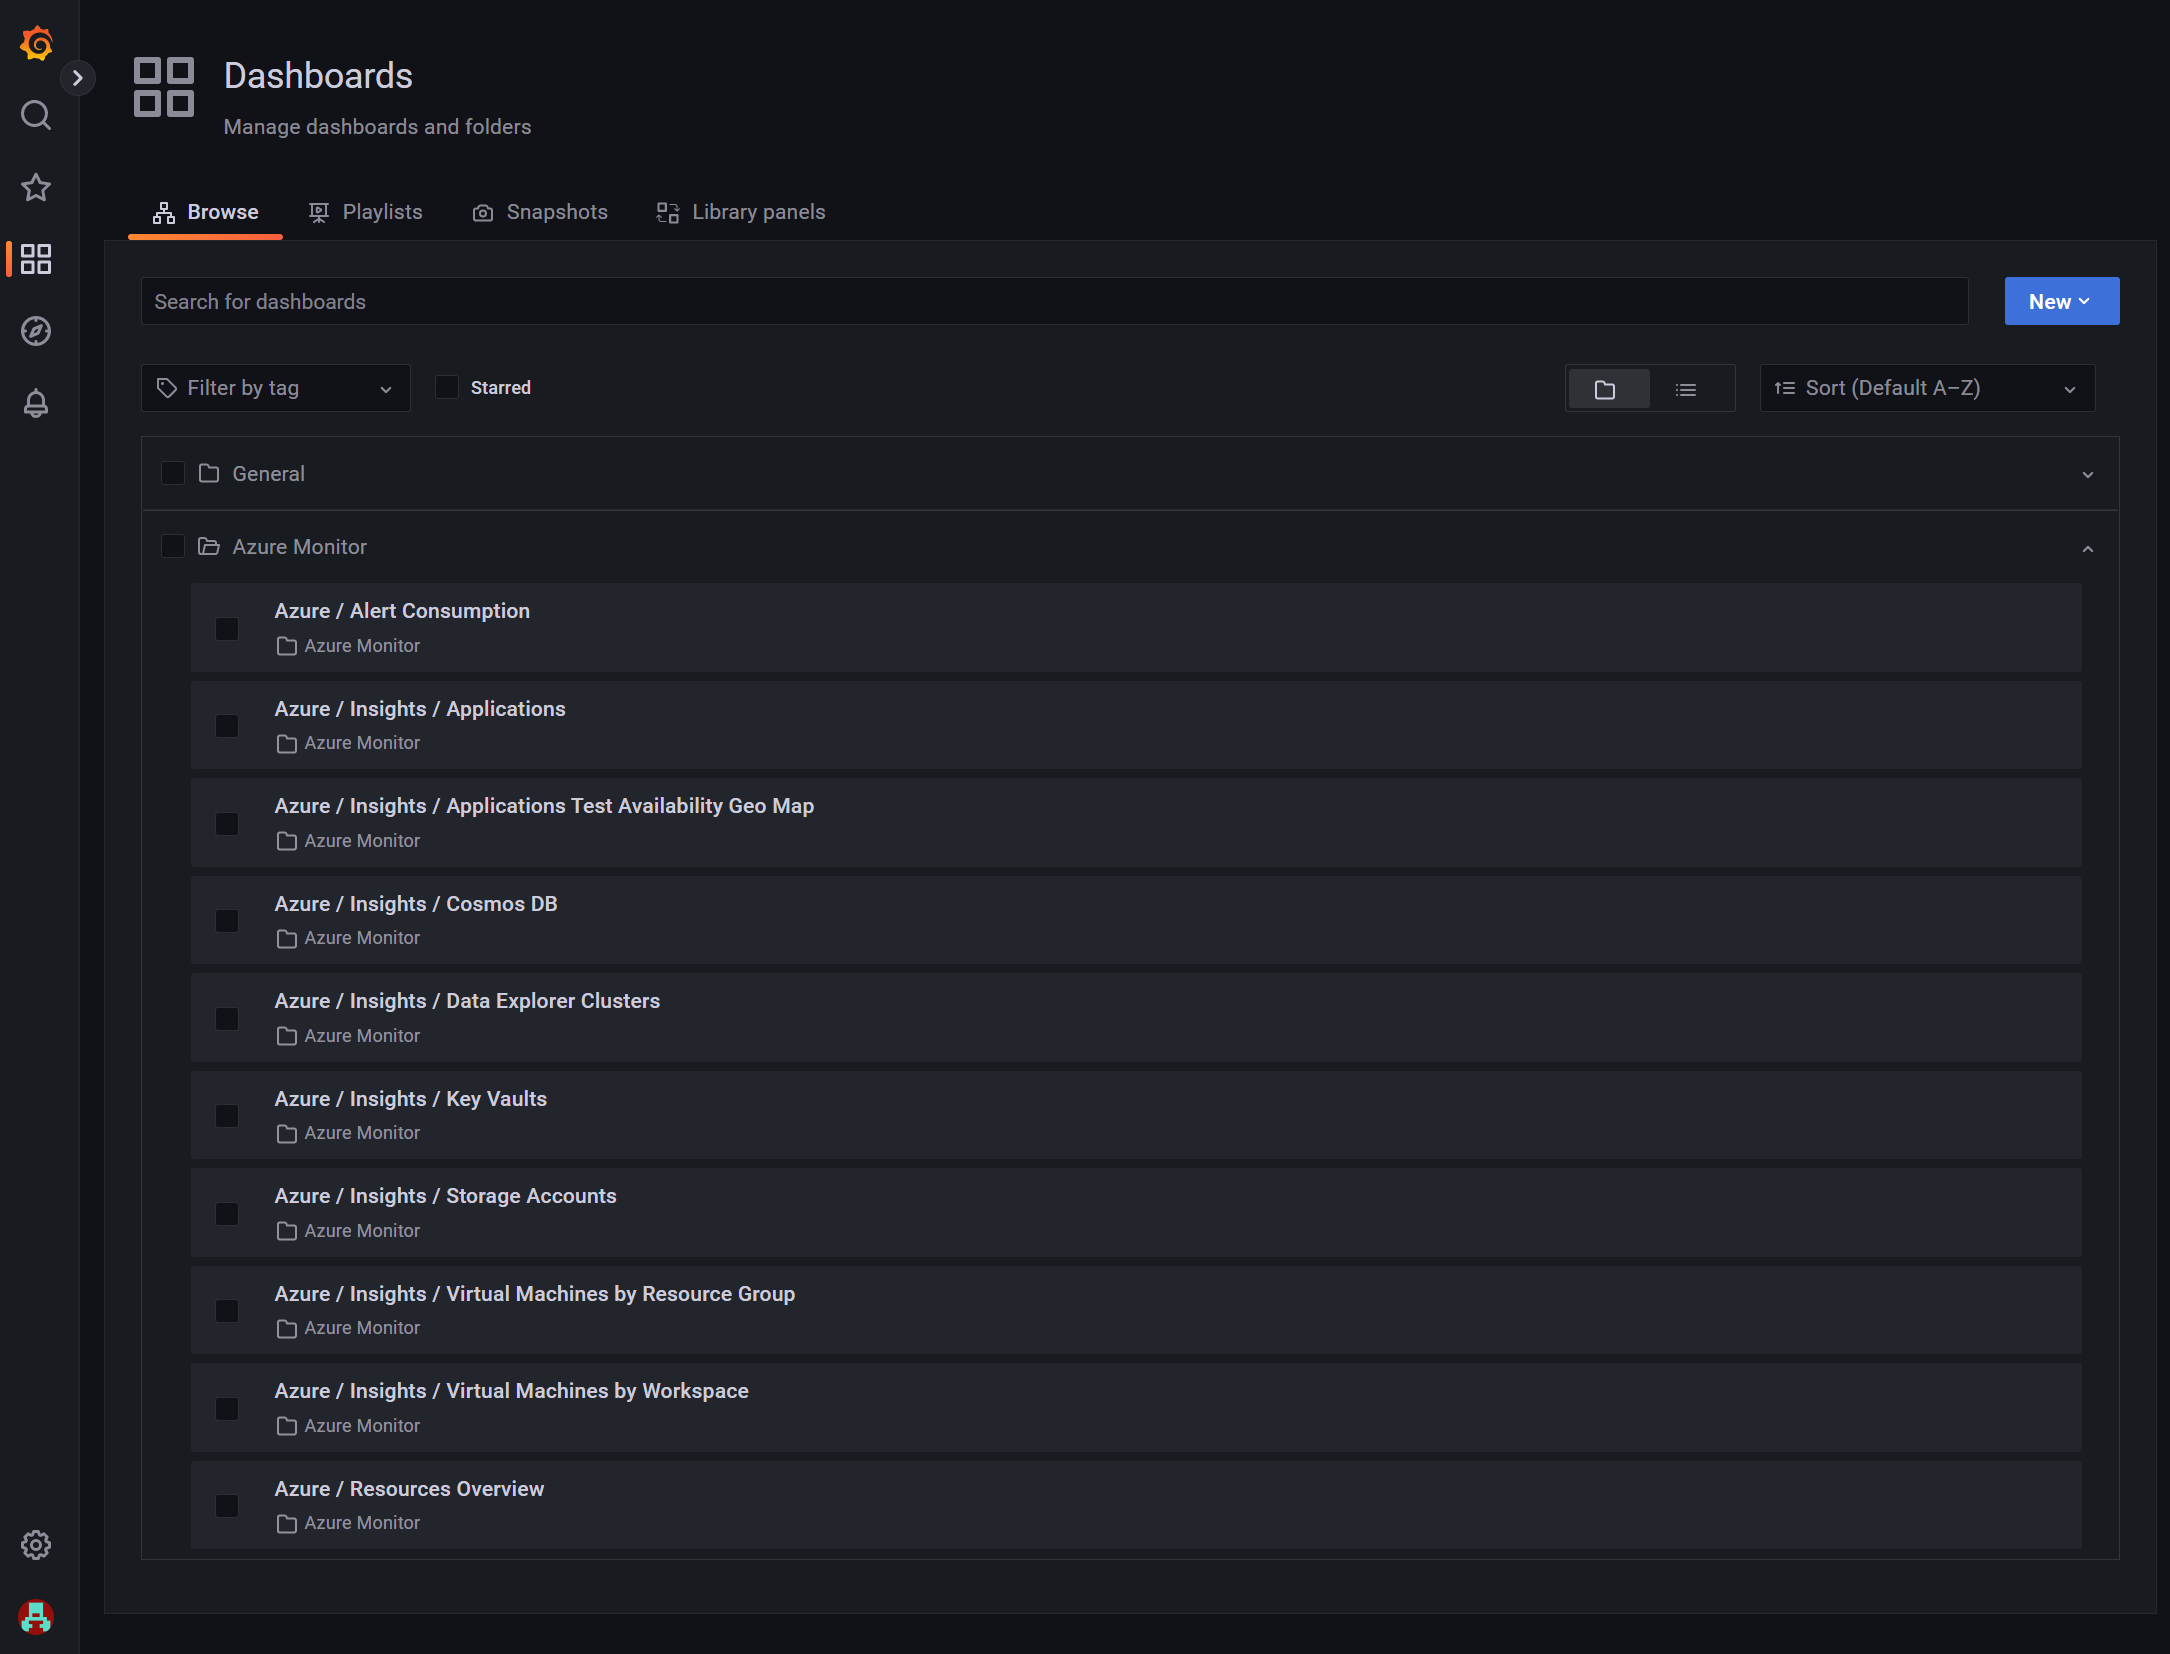 Dashboards
Manage dashboards and folders
Browse Playlists Snapshots Library panels
Search for dashboards New
Filter by tag Starred Sort (Default A–Z)
General
Azure Monitor
Azure / Alert Consumption
Azure Monitor
Azure / Insights / Applications
Azure Monitor
Azure / Insights / Applications Test Availability Geo Map
Azure Monitor
Azure / Insights / Cosmos DB
Azure Monitor
Azure / Insights / Data Explorer Clusters
Azure Monitor
Azure / Insights / Key Vaults
Azure Monitor
Azure / Insights / Storage Accounts
Azure Monitor
Azure / Insights / Virtual Machines by Resource Group
Azure Monitor
Azure / Insights / Virtual Machines by Workspace
Azure Monitor
Azure / Resources Overview
Azure Monitor